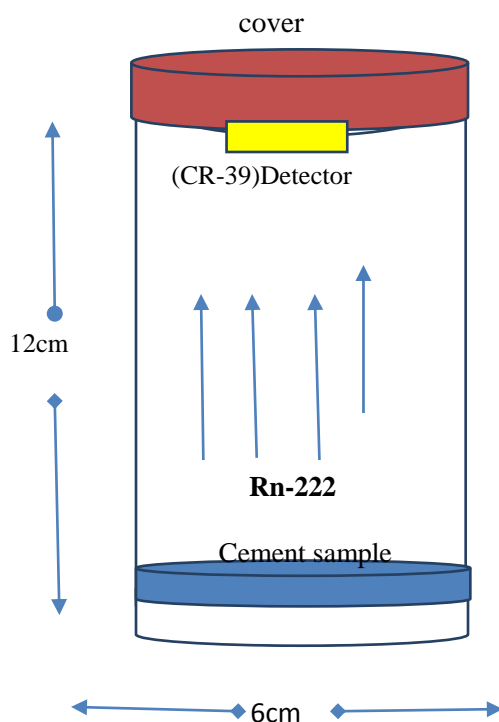 cover
(CR-39)Detector
12cm
Rn-222
Cement sample
6cm